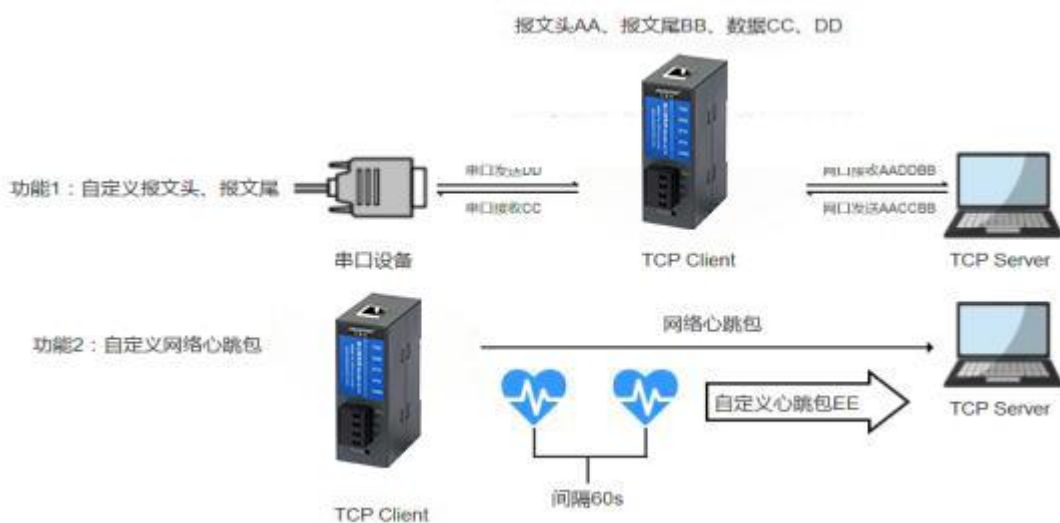 报文头AA、报文尾BB、数据CC、DD
功能1：自定义报文头、报文尾
串口发送DD
串口接收CC
网口接收AADDBB
网口发送AACCBB
串口设备
TCP Client
TCP Server
功能2：自定义网络心跳包
网络心跳包
自定义心跳包EE
TCP Server
间隔60s
TCP Client